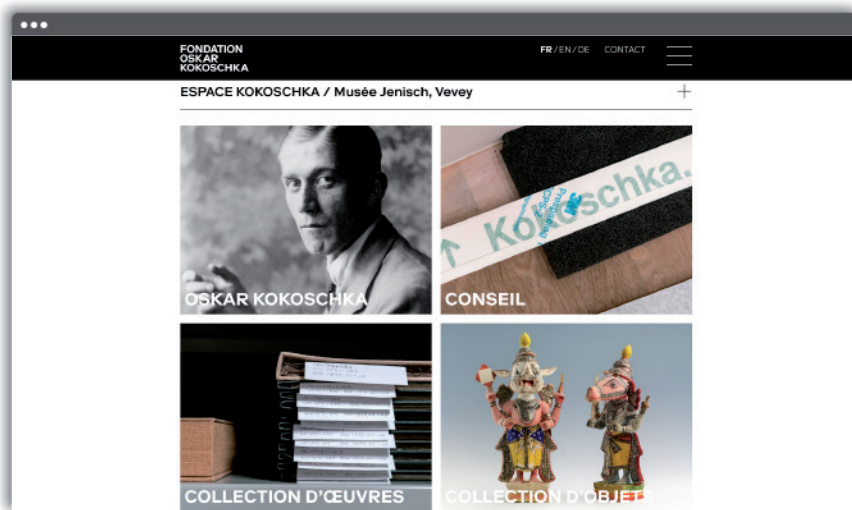 FONDATION
OSKAR
KOKOSCHKA
FR/EN/DE CONTACT
ESPACE KOKOSCHKA / Musée Jenisch, Vevey
OSKAR KOKOSCHKA
↑ Kokoschka.
3M
CONSEIL
COLLECTION D'ŒUVRES
COLLECTION D'OBJETS